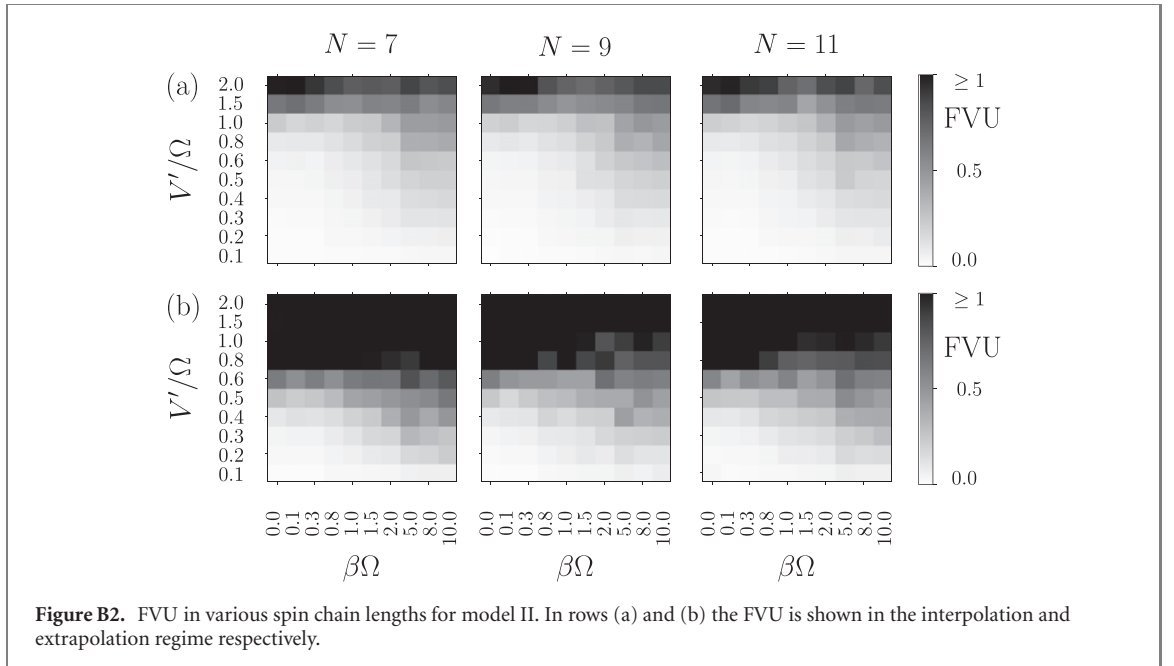 N = 7 N = 9 N = 11
(a)
V′/Ω
2.0
1.5
1.0
0.8
0.6
0.5
0.4
0.3
0.2
0.1
≥ 1
FVU
0.5
0.0
(b)
V′/Ω
2.0
1.5
1.0
0.8
0.6
0.5
0.4
0.3
0.2
0.1
≥ 1
FVU
0.5
0.0
0.0 0.1 0.3 0.8 1.0 1.5 2.0 5.0 8.0 10.0
0.0 0.1 0.3 0.8 1.0 1.5 2.0 5.0 8.0 10.0
0.0 0.1 0.3 0.8 1.0 1.5 2.0 5.0 8.0 10.0
βΩ βΩ βΩ
Figure B2. FVU in various spin chain lengths for model II. In rows (a) and (b) the FVU is shown in the interpolation and
extrapolation regime respectively.